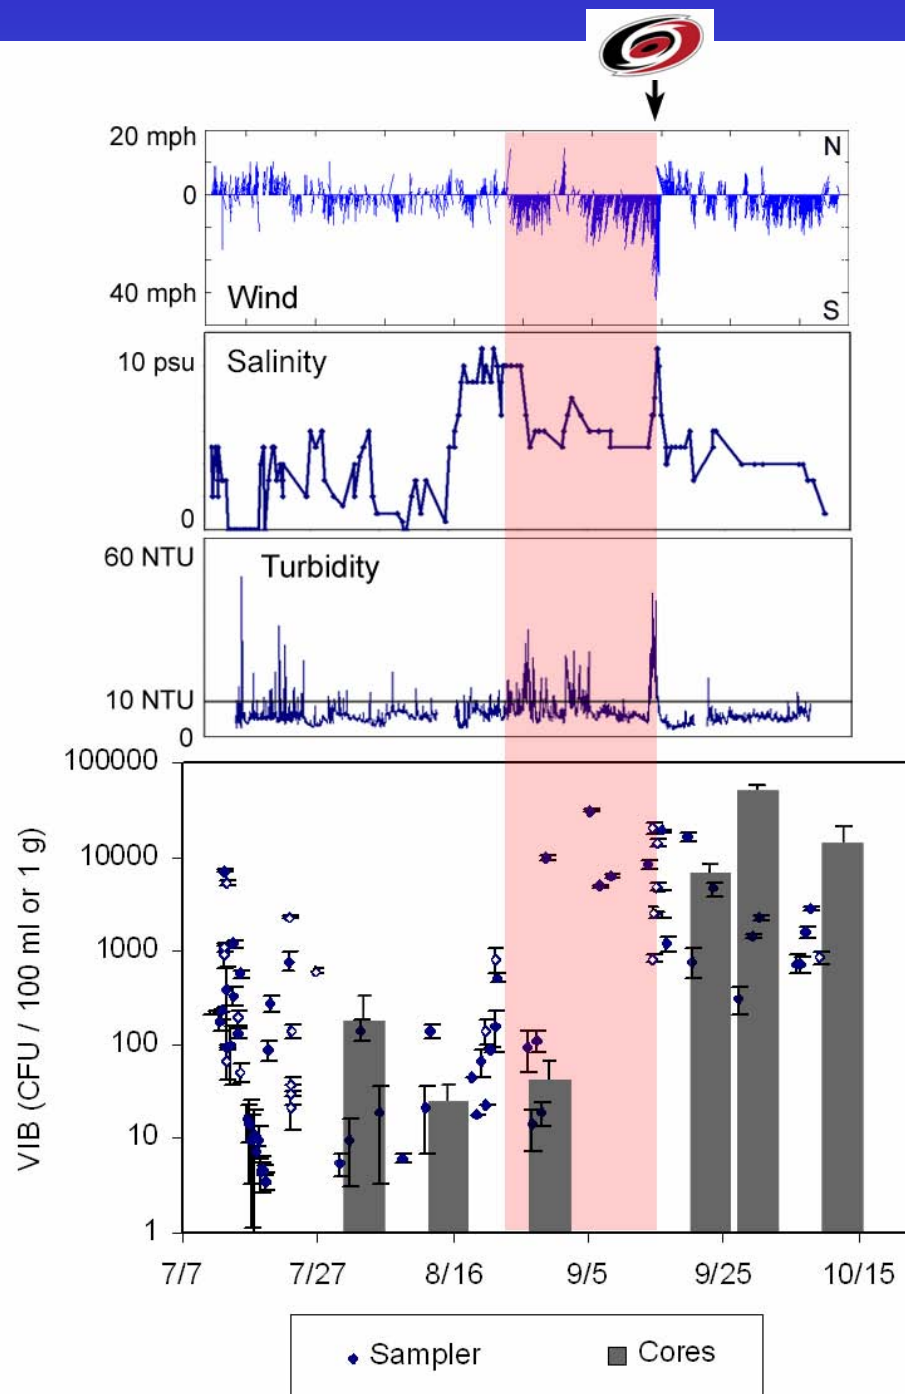 20 mph
N
0
40 mph
Wind
S
10 psu
Salinity
0
60 NTU
Turbidity
10 NTU
0
100000
10000
1000
100
10
1
VIB (CFU / 100 ml or 1 g)
7/7
7/27
8/16
9/5
9/25
10/15
Sampler
Cores